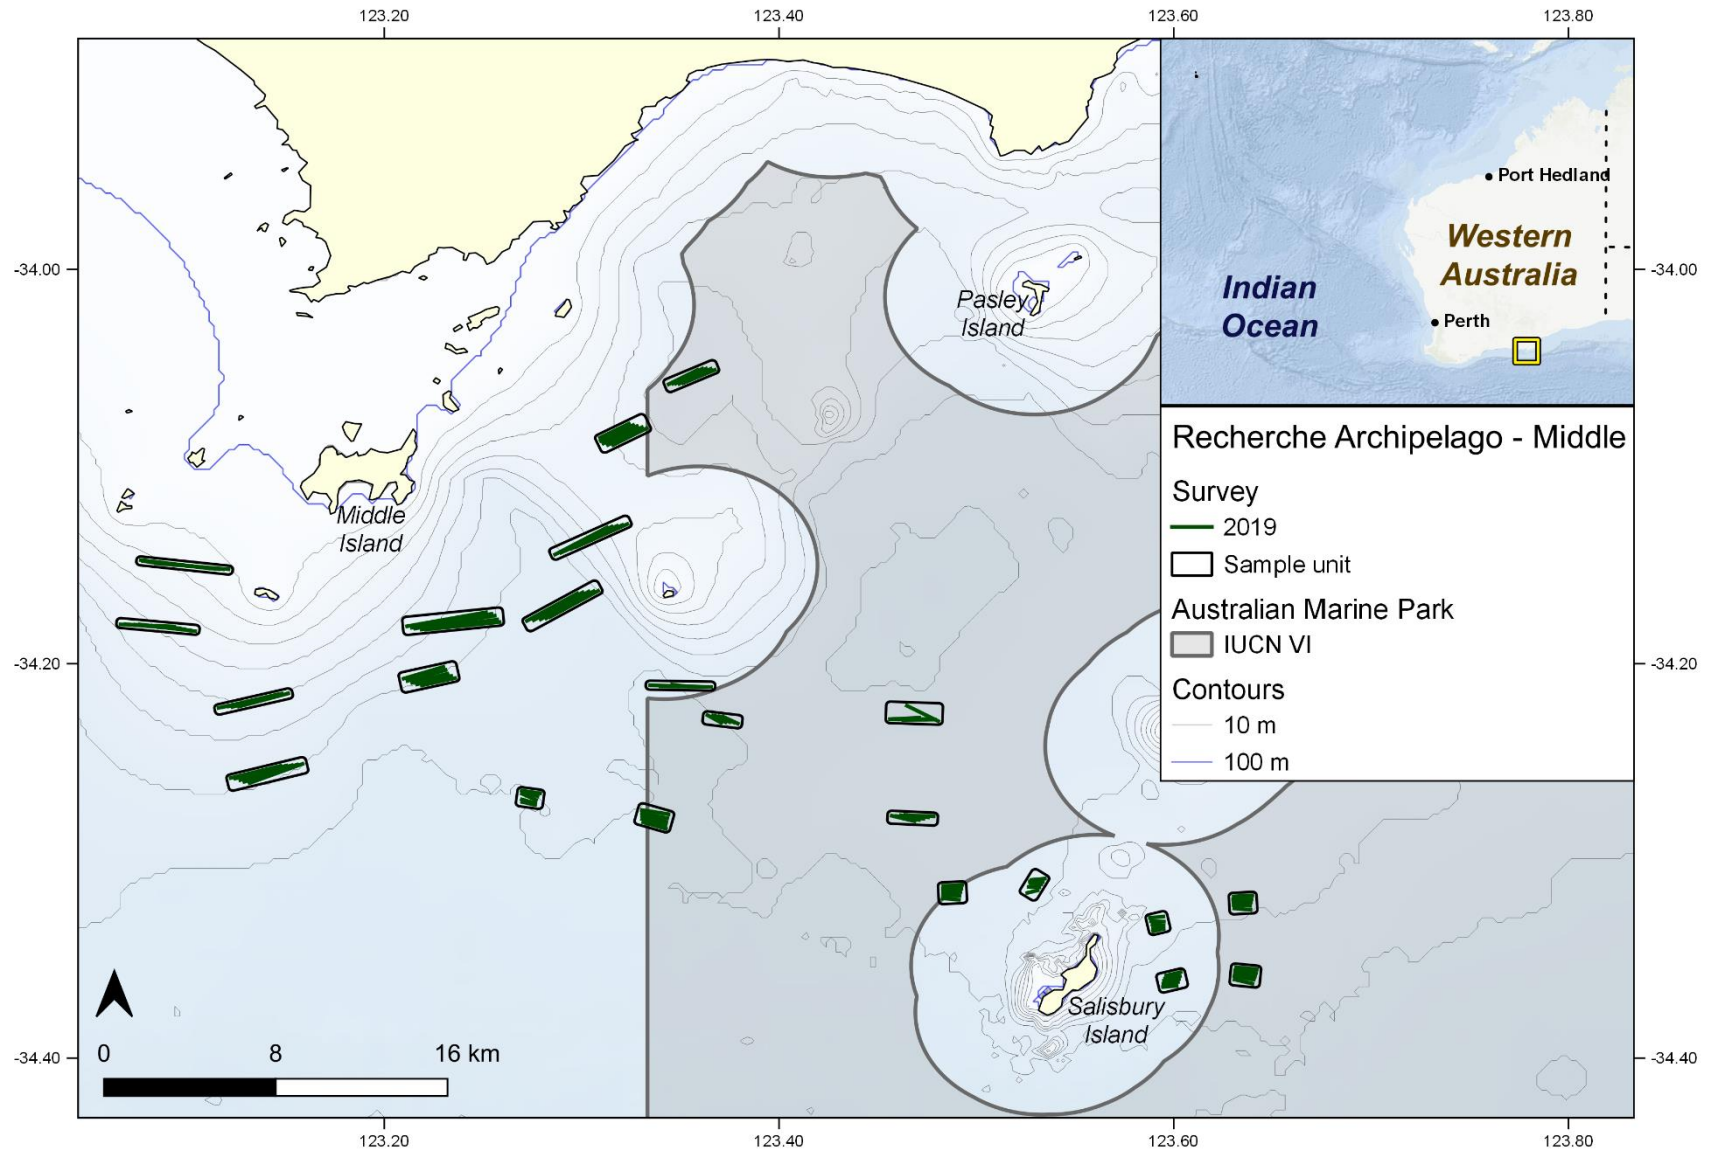 123.20
123.40
123.60
123.80
Port Hedland
Western
Australia
Indian
Ocean
Perth
-34.00
-34.00
Pasley
Island
Recherche Archipelago - Middle
Survey
2019
Sample unit
Australian Marine Park
IUCN VI
Contours
10 m
100 m
Middle
Island
-34.20
-34.20
Salisbury
Island
0
8
16 km
-34.40
-34.40
123.20
123.40
123.60
123.80